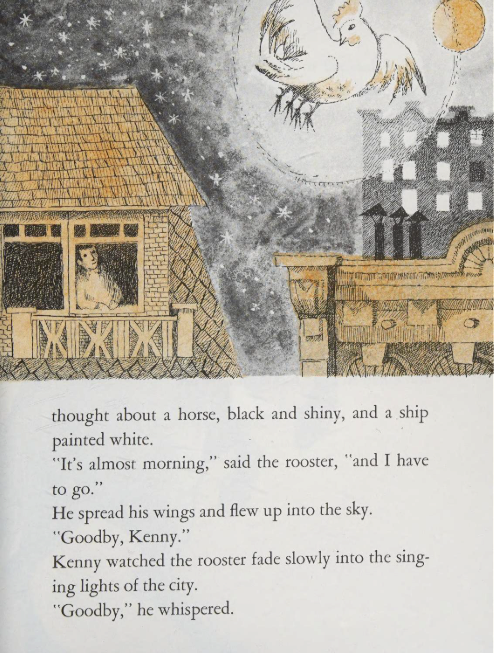 thought about a horse, black and shiny, and a ship
painted white.
"It's almost morning," said the rooster, "and I have
to go."
He spread his wings and flew up into the sky.
"Goodby, Kenny."
Kenny watched the rooster fade slowly into the sing-
ing lights of the city.
"Goodby," he whispered.